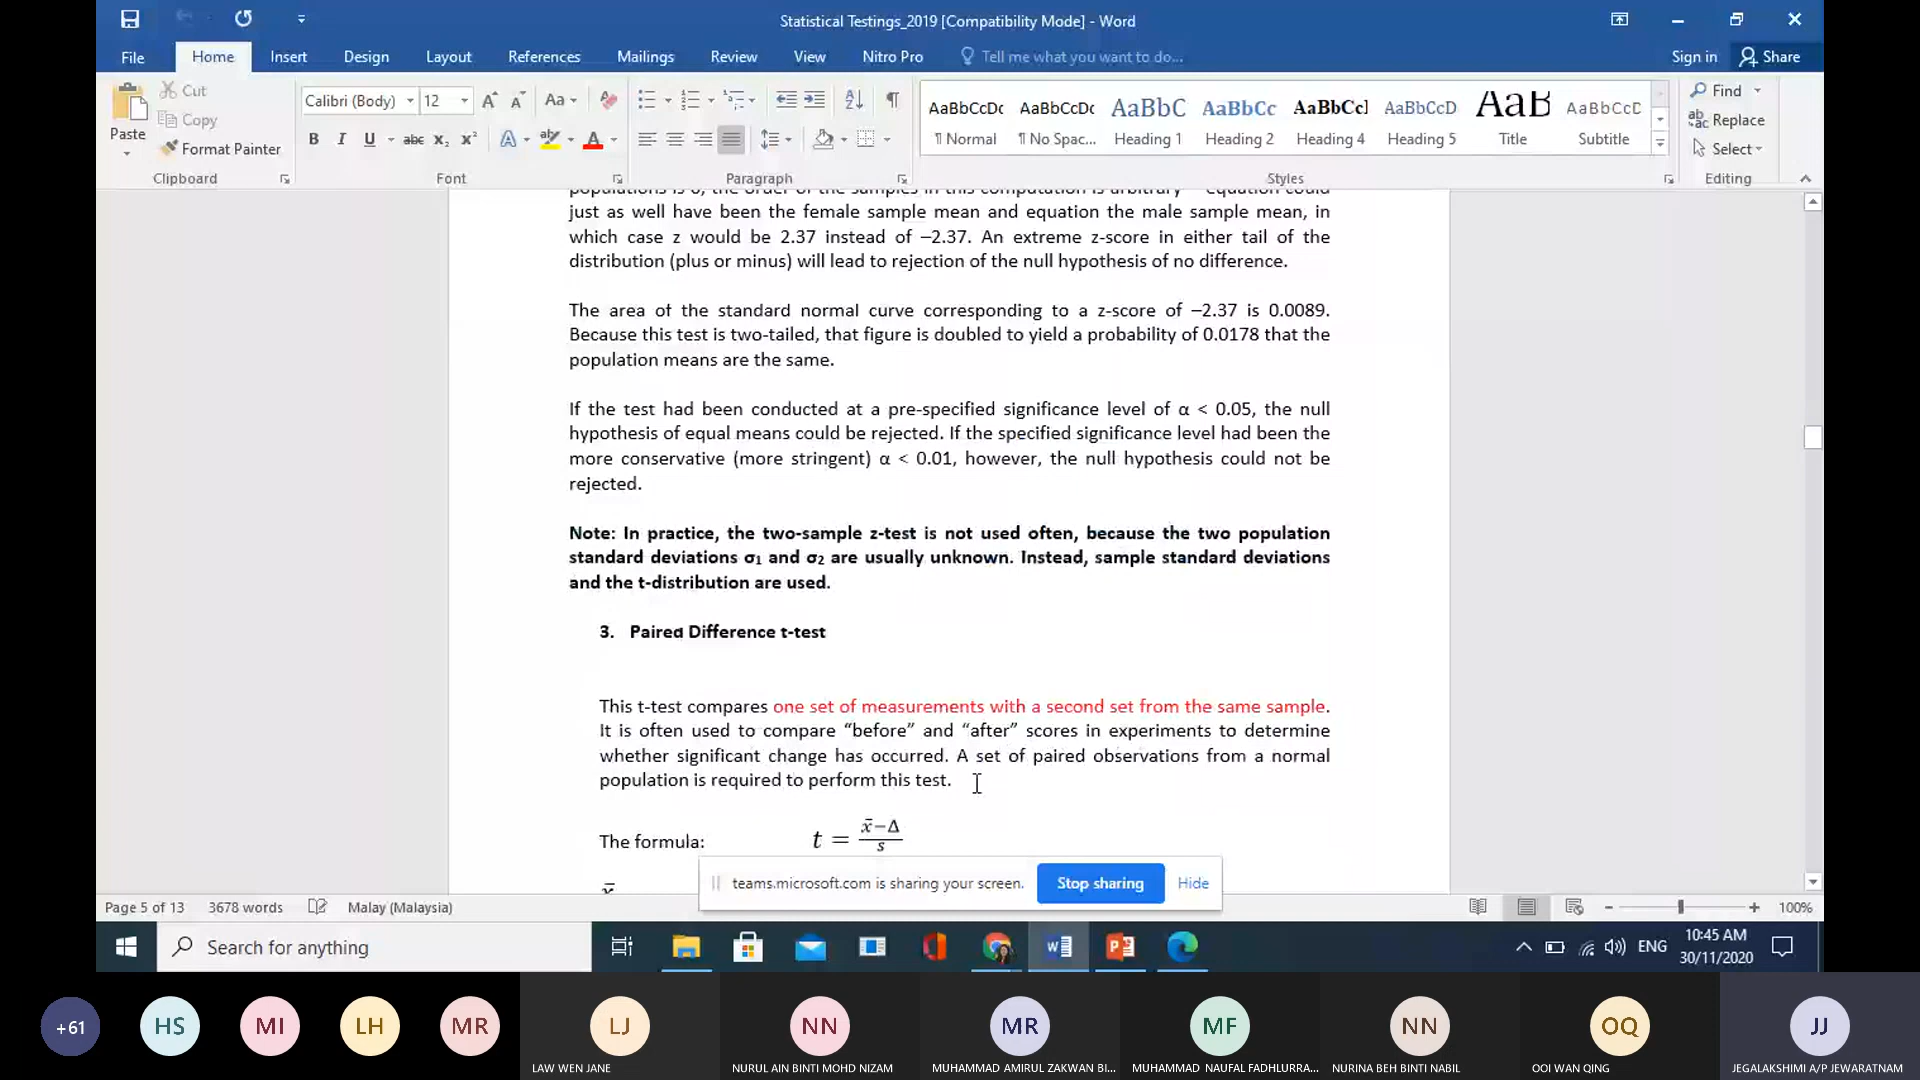 Statistical Testings_2019 [Compatibility Mode] - Word
File Home Insert Design Layout References Mailings Review View Nitro Pro Tell me what you want to do... Sign in Share
Paste
Cut
Copy
Format Painter
Clipboard
Calibri (Body) 12
Font
Paragraph
AaBbCcDc ¶ Normal
AaBbCcDc ¶ No Spac...
AaBbC Heading 1
AaBbCc Heading 2
AaBbCcl Heading 4
AaBbCcD Heading 5
AaB Title
AaBbCcC Subtitle
Styles
Find
Replace
Select
Editing
populations is 0, the order of the samples in this computation is arbitrary – equation could
just as well have been the female sample mean and equation the male sample mean, in
which case z would be 2.37 instead of –2.37. An extreme z-score in either tail of the
distribution (plus or minus) will lead to rejection of the null hypothesis of no difference.
The area of the standard normal curve corresponding to a z-score of –2.37 is 0.0089.
Because this test is two-tailed, that figure is doubled to yield a probability of 0.0178 that the
population means are the same.
If the test had been conducted at a pre-specified significance level of α < 0.05, the null
hypothesis of equal means could be rejected. If the specified significance level had been the
more conservative (more stringent) α < 0.01, however, the null hypothesis could not be
rejected.
Note: In practice, the two-sample z-test is not used often, because the two population
standard deviations σ1 and σ2 are usually unknown. Instead, sample standard deviations
and the t-distribution are used.
3. Paired Difference t-test
This t-test compares one set of measurements with a second set from the same sample.
It is often used to compare “before” and “after” scores in experiments to determine
whether significant change has occurred. A set of paired observations from a normal
population is required to perform this test.
The formula: t = x̄−Δ / s
teams.microsoft.com is sharing your screen. Stop sharing Hide
Page 5 of 13 3678 words Malay (Malaysia) 100%
Search for anything
ENG
10:45 AM
30/11/2020
+61 HS MI LH MR LJ NN MR MF NN OQ JJ
LAW WEN JANE
NURUL AIN BINTI MOHD NIZAM
MUHAMMAD AMIRUL ZAKWAN BI...
MUHAMMAD NAUFAL FADHLURRA...
NURINA BEH BINTI NABIL
OOI WAN QING
JEGALAKSHIMI A/P JEWARATNAM